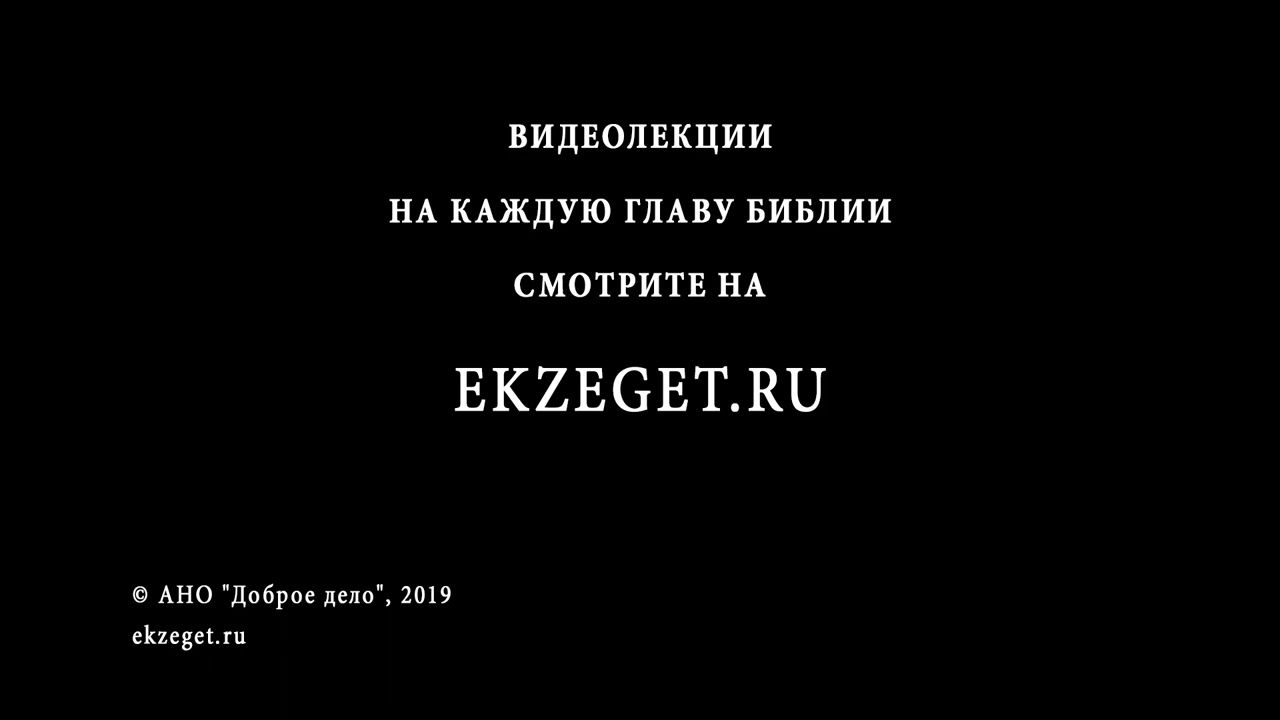 ВИДЕОЛЕКЦИИ
НА КАЖДУЮ ГЛАВУ БИБЛИИ
СМОТРИТЕ НА
EKZEGET.RU
© АНО "Доброе дело", 2019
ekzeget.ru